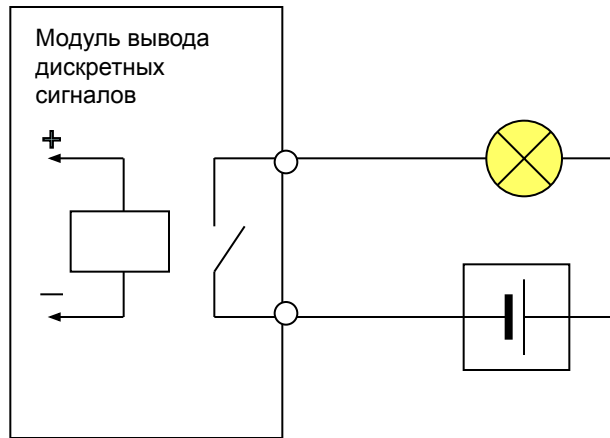 Модуль вывода
дискретных
сигналов
+
—